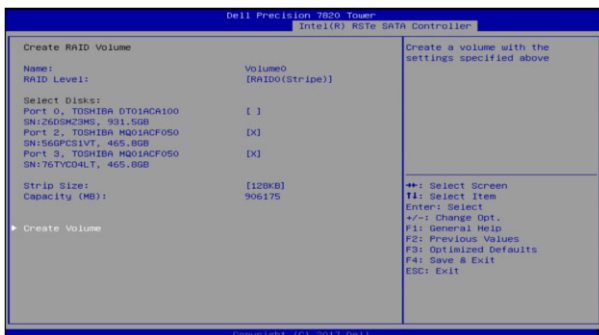 Dell Precision 7820 Tower
Intel(R) RSTe SATA Controller
Create RAID Volume
Name: Volume0
RAID Level: [RAID0(Stripe)]
Select Disks:
Port 0, TOSHIBA DT01ACA100 [ ]
SN:Z6DSMZ3MS, 931.5GB
Port 2, TOSHIBA MQ01ACF050 [X]
SN:56GPCS1VT, 465.8GB
Port 3, TOSHIBA MQ01ACF050 [X]
SN:76TYCO4LT, 465.8GB
Strip Size: [128KB]
Capacity (MB): 906175
Create Volume
Create a volume with the
settings specified above
↔: Select Screen
↑↓: Select Item
Enter: Select
+/-: Change Opt.
F1: General Help
F2: Previous Values
F3: Optimized Defaults
F4: Save & Exit
ESC: Exit
Copyright (C) 2017 Dell